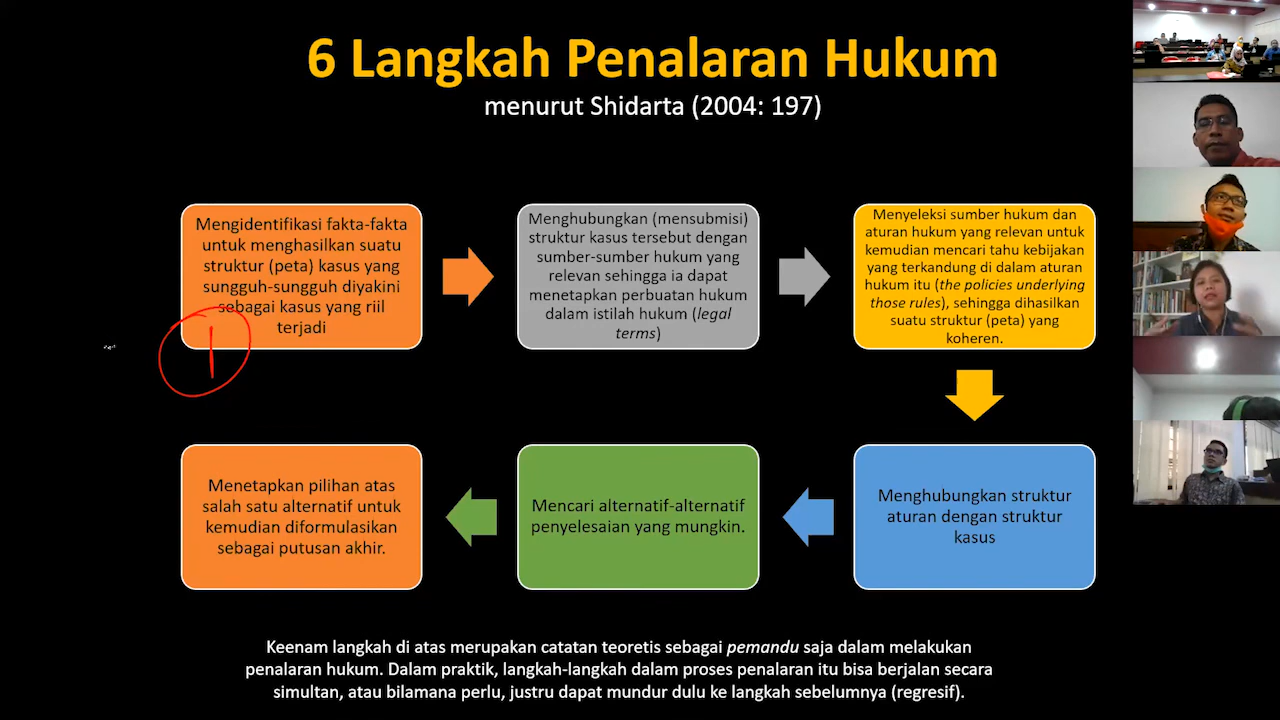 6 Langkah Penalaran Hukum
menurut Shidarta (2004: 197)
Mengidentifikasi fakta-fakta
untuk menghasilkan suatu
struktur (peta) kasus yang
sungguh-sungguh diyakini
sebagai kasus yang riil
terjadi
1
Menghubungkan (mensubmisi)
struktur kasus tersebut dengan
sumber-sumber hukum yang
relevan sehingga ia dapat
menetapkan perbuatan hukum
dalam istilah hukum (legal
terms)
Menyeleksi sumber hukum dan
aturan hukum yang relevan untuk
kemudian mencari tahu kebijakan
yang terkandung di dalam aturan
hukum itu (the policies underlying
those rules), sehingga dihasilkan
suatu struktur (peta) yang
koheren.
Menghubungkan struktur
aturan dengan struktur
kasus
Mencari alternatif-alternatif
penyelesaian yang mungkin.
Menetapkan pilihan atas
salah satu alternatif untuk
kemudian diformulasikan
sebagai putusan akhir.
Keenam langkah di atas merupakan catatan teoretis sebagai pemandu saja dalam melakukan
penalaran hukum. Dalam praktik, langkah-langkah dalam proses penalaran itu bisa berjalan secara
simultan, atau bilamana perlu, justru dapat mundur dulu ke langkah sebelumnya (regresif).